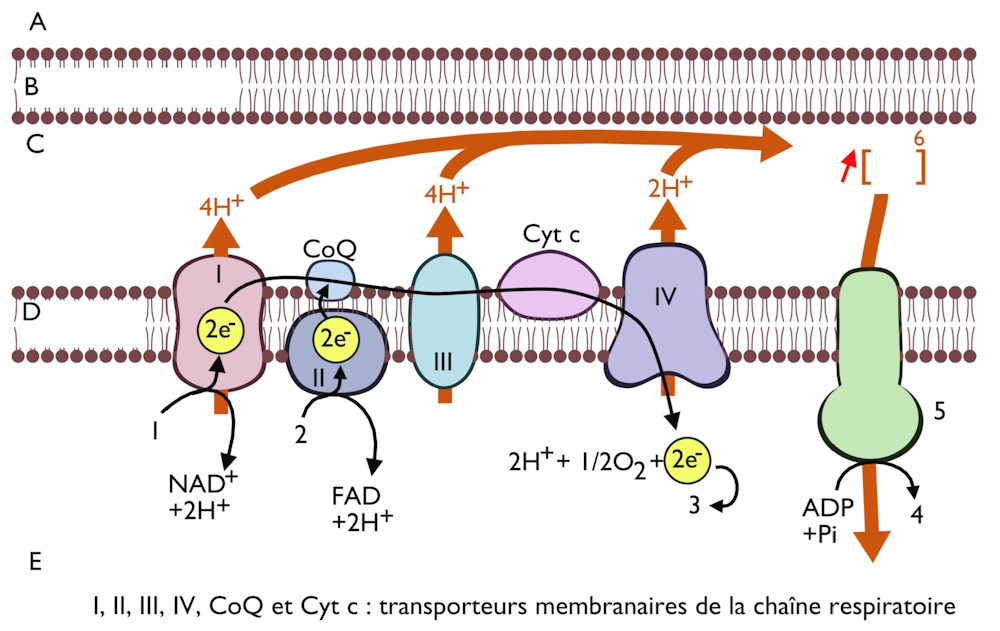 A
B
C
6
[ ]
4H+
4H+
2H+
CoQ
Cyt c
I
IV
D
2e-
2e-
II
III
5
1
2
2H+ + 1/2O2 + 2e-
NAD+
+2H+
FAD
+2H+
3
ADP
+Pi
4
E
I, II, III, IV, CoQ et Cyt c : transporteurs membranaires de la chaîne respiratoire